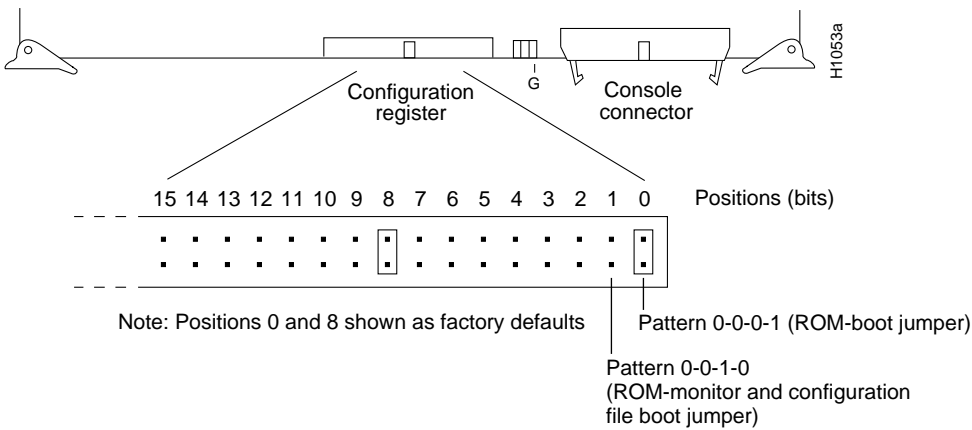 H1053a
G
Configuration
register
Console
connector
15 14 13 12 11 10 9 8 7 6 5 4 3 2 1 0 Positions (bits)
Note: Positions 0 and 8 shown as factory defaults
Pattern 0-0-0-1 (ROM-boot jumper)
Pattern 0-0-1-0
(ROM-monitor and configuration
file boot jumper)